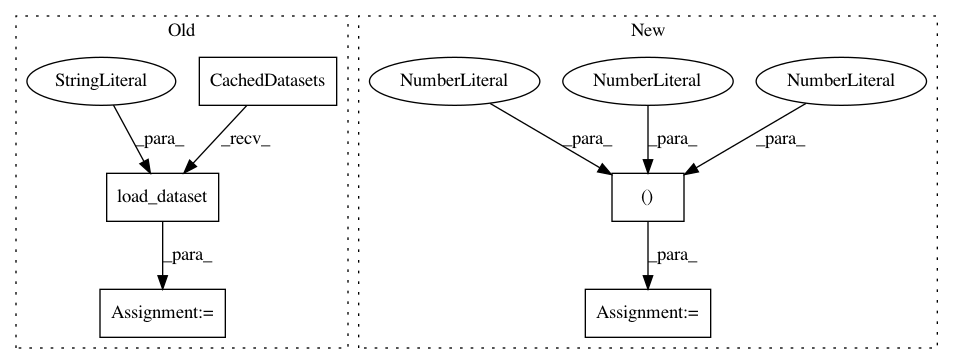 Old
New
StringLiteral
CachedDatasets
NumberLiteral
NumberLiteral
NumberLiteral
_para_
_recv_
_para_
_para_
_para_
load_dataset
()
_para_
_para_
Assignment:=
Assignment:=